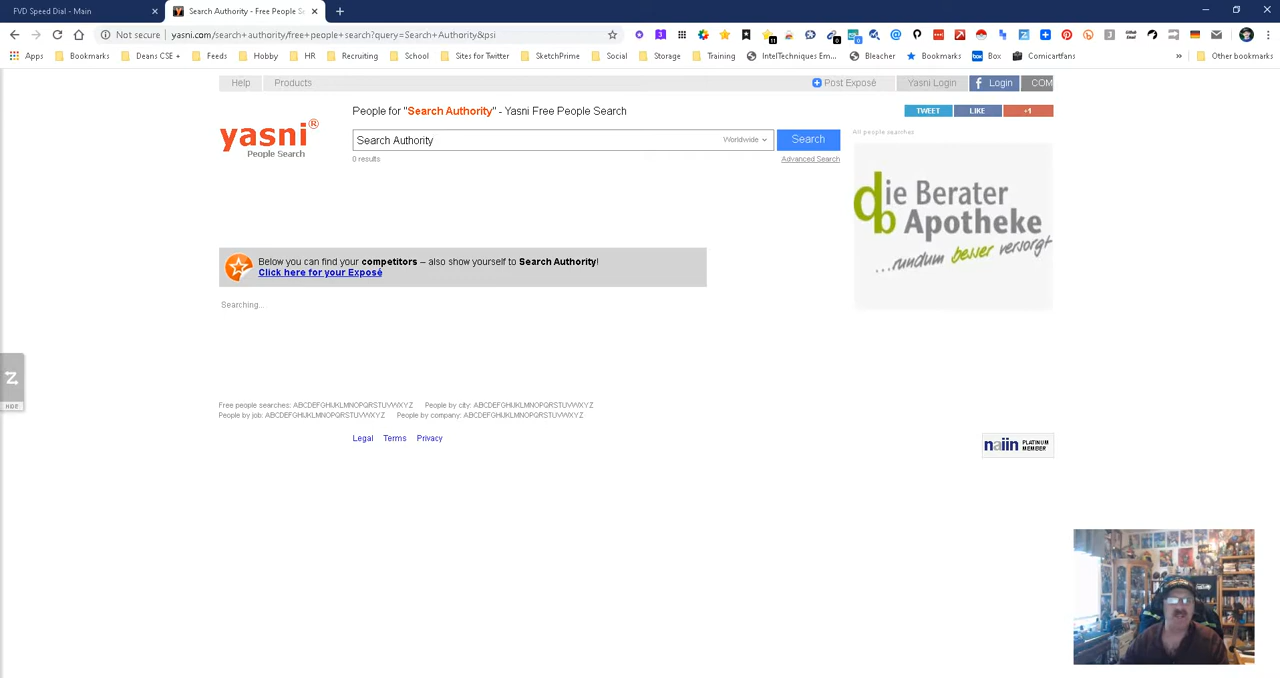 FVD Speed Dial - Main
Search Authority - Free People S
Not secure
yasni.com/search+authority/free+people+search?query=Search+Authority&psi
Apps
Bookmarks
Deans CSE +
Feeds
Hobby
HR
Recruiting
School
Sites for Twitter
SketchPrime
Social
Storage
Training
IntelTechniques Em...
Bleacher
Bookmarks
Box
Comicartfans
»
Other bookmarks
Help
Products
Post Exposé
Yasni Login
Login
COM
yasni®
People Search
People for "Search Authority" - Yasni Free People Search
TWEET
LIKE
+1
Search Authority
Worldwide
Search
All people searches
0 results
Advanced Search
die Berater
Apotheke
...rundum besser versorgt
Below you can find your competitors – also show yourself to Search Authority!
Click here for your Exposé
Searching...
HIDE
Free people searches: ABCDEFGHIJKLMNOPQRSTUVWXYZ
People by city: ABCDEFGHIJKLMNOPQRSTUVWXYZ
People by job: ABCDEFGHIJKLMNOPQRSTUVWXYZ
People by company: ABCDEFGHIJKLMNOPQRSTUVWXYZ
Legal
Terms
Privacy
naiin PLATINUM
MEMBER